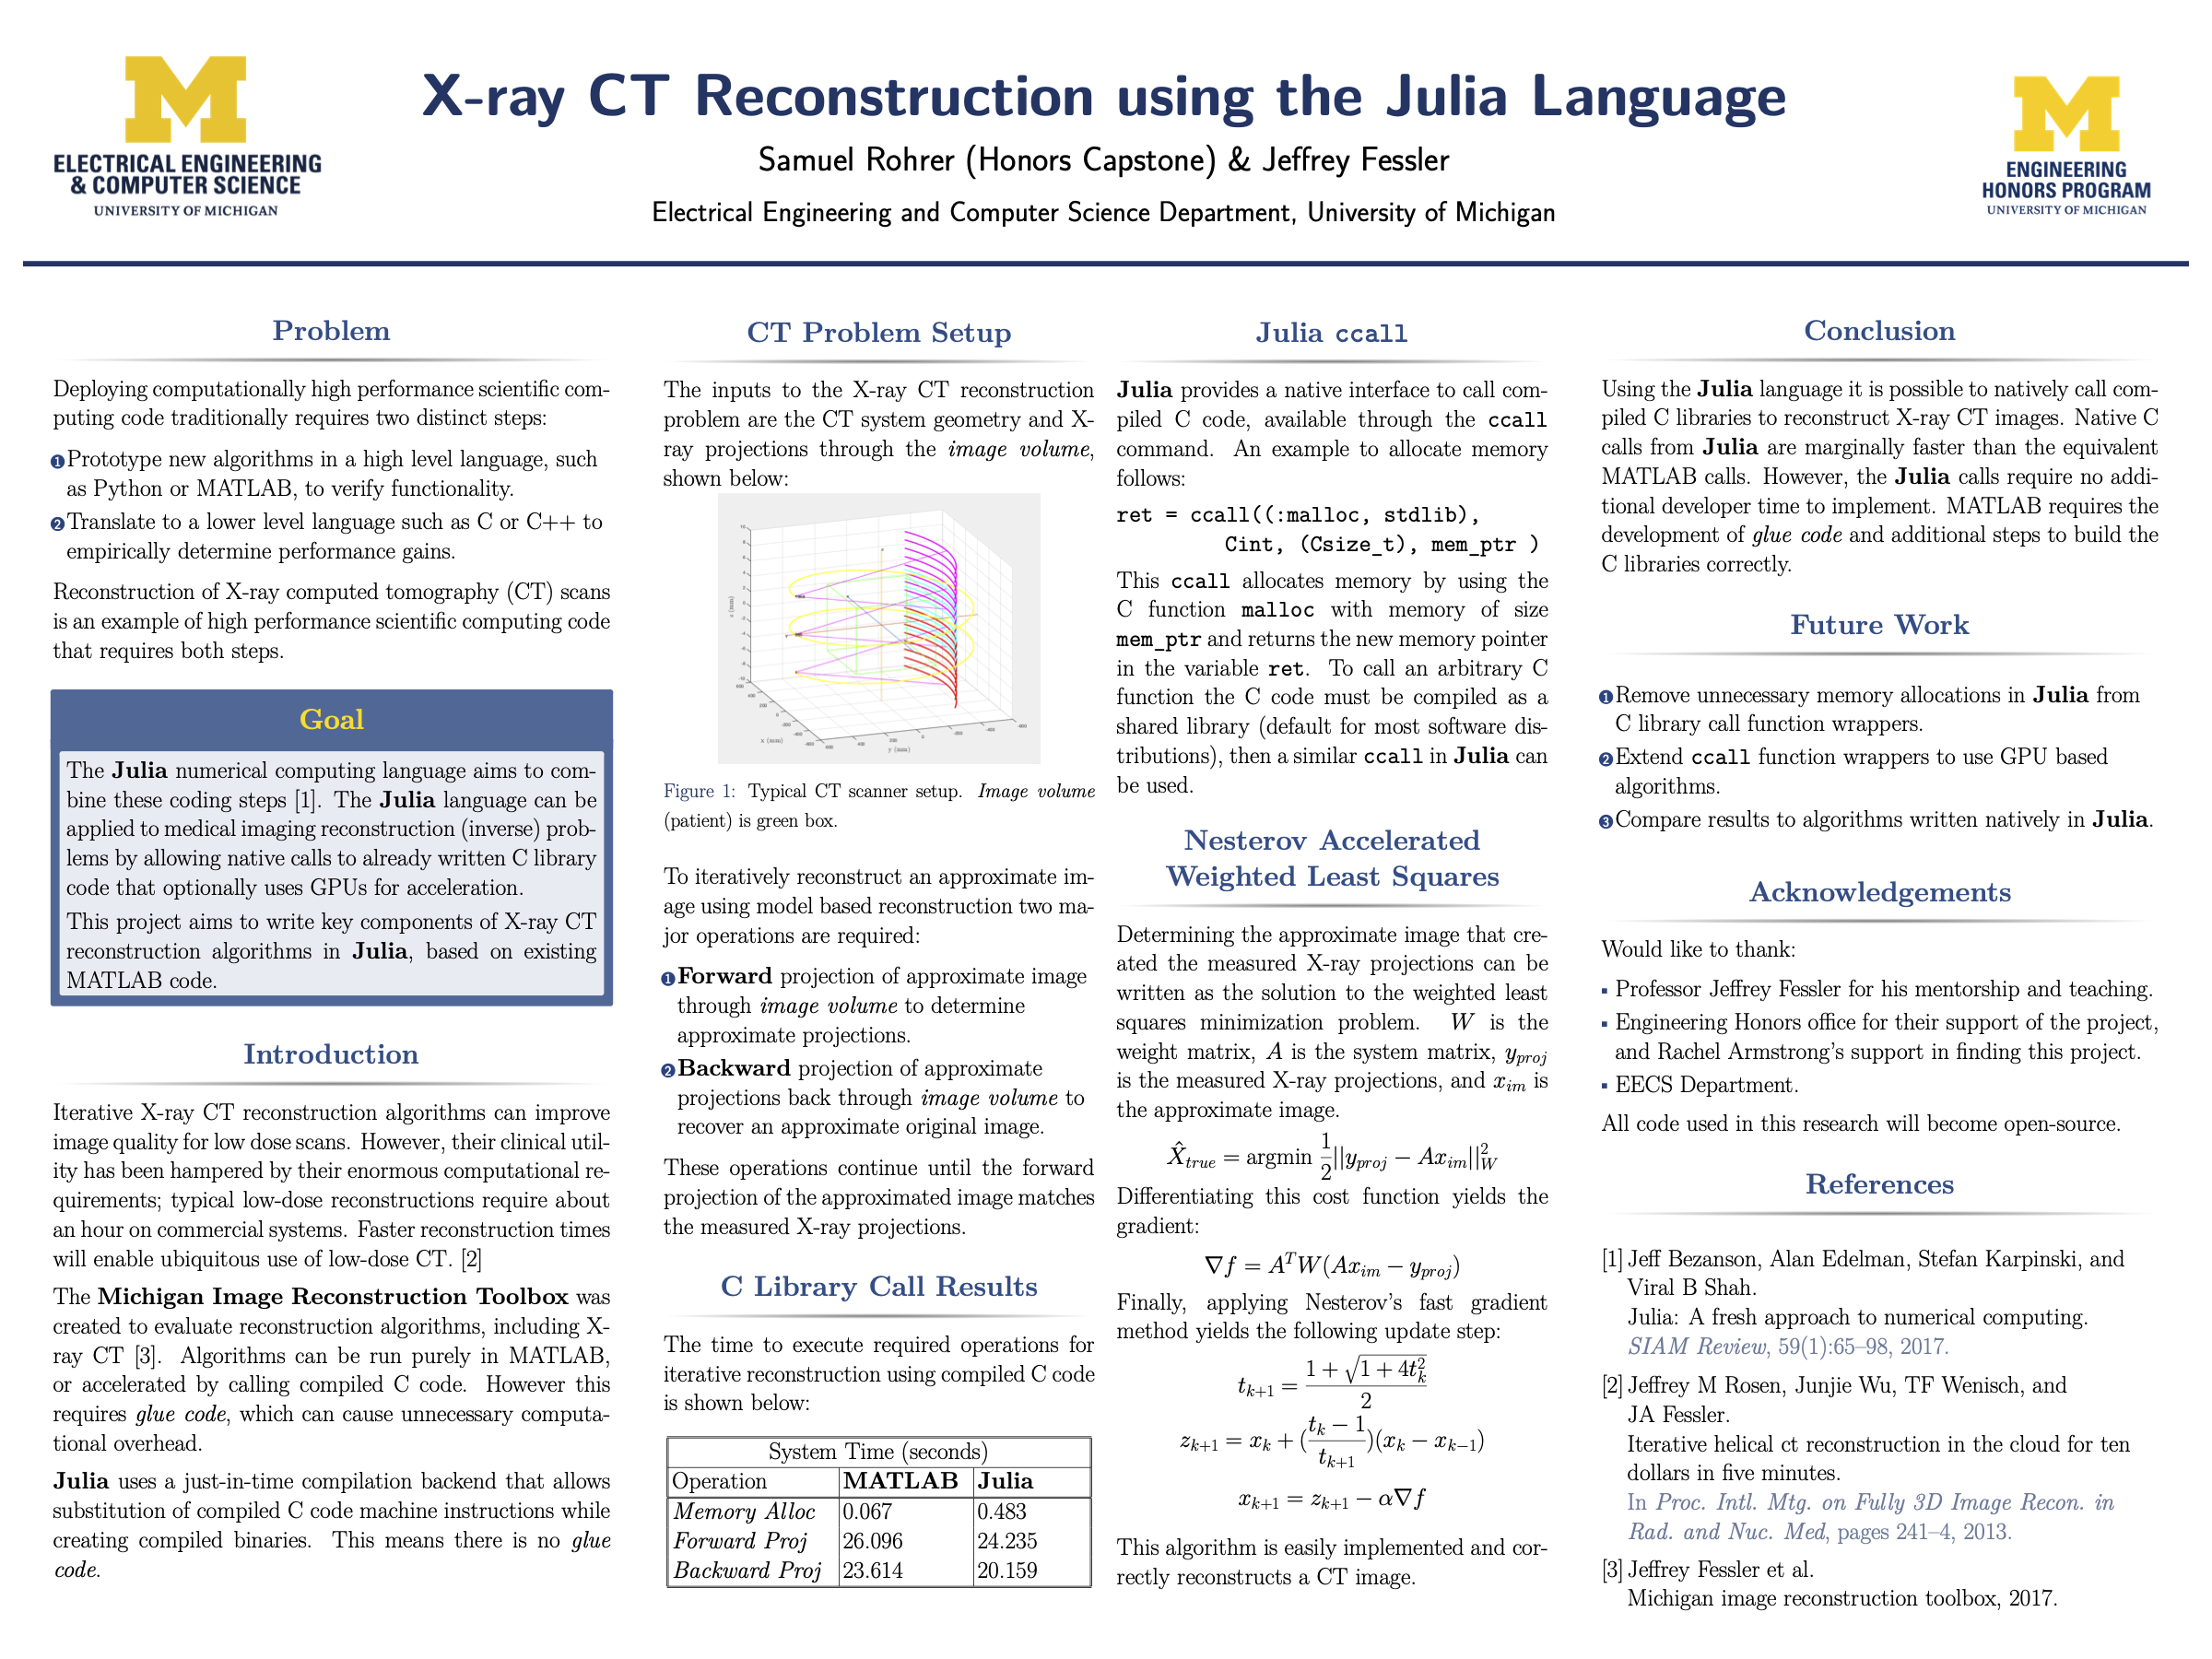 ELECTRICAL ENGINEERING
& COMPUTER SCIENCE
UNIVERSITY OF MICHIGAN
X-ray CT Reconstruction using the Julia Language
Samuel Rohrer (Honors Capstone) & Jeffrey Fessler
Electrical Engineering and Computer Science Department, University of Michigan
ENGINEERING
HONORS PROGRAM
UNIVERSITY OF MICHIGAN
Problem
Deploying computationally high performance scientific com-
puting code traditionally requires two distinct steps:
1 Prototype new algorithms in a high level language, such
as Python or MATLAB, to verify functionality.
2 Translate to a lower level language such as C or C++ to
empirically determine performance gains.
Reconstruction of X-ray computed tomography (CT) scans
is an example of high performance scientific computing code
that requires both steps.
Goal
The Julia numerical computing language aims to com-
bine these coding steps [1]. The Julia language can be
applied to medical imaging reconstruction (inverse) prob-
lems by allowing native calls to already written C library
code that optionally uses GPUs for acceleration.
This project aims to write key components of X-ray CT
reconstruction algorithms in Julia, based on existing
MATLAB code.
Introduction
Iterative X-ray CT reconstruction algorithms can improve
image quality for low dose scans. However, their clinical util-
ity has been hampered by their enormous computational re-
quirements; typical low-dose reconstructions require about
an hour on commercial systems. Faster reconstruction times
will enable ubiquitous use of low-dose CT. [2]
The Michigan Image Reconstruction Toolbox was
created to evaluate reconstruction algorithms, including X-
ray CT [3]. Algorithms can be run purely in MATLAB,
or accelerated by calling compiled C code. However this
requires glue code, which can cause unnecessary computa-
tional overhead.
Julia uses a just-in-time compilation backend that allows
substitution of compiled C code machine instructions while
creating compiled binaries. This means there is no glue
code.
CT Problem Setup
The inputs to the X-ray CT reconstruction
problem are the CT system geometry and X-
ray projections through the image volume,
shown below:
z (mm)
x (mm)
y (mm)
Figure 1: Typical CT scanner setup. Image volume
(patient) is green box.
To iteratively reconstruct an approximate im-
age using model based reconstruction two ma-
jor operations are required:
1 Forward projection of approximate image
through image volume to determine
approximate projections.
2 Backward projection of approximate
projections back through image volume to
recover an approximate original image.
These operations continue until the forward
projection of the approximated image matches
the measured X-ray projections.
C Library Call Results
The time to execute required operations for
iterative reconstruction using compiled C code
is shown below:
System Time (seconds)
Operation MATLAB Julia
Memory Alloc 0.067 0.483
Forward Proj 26.096 24.235
Backward Proj 23.614 20.159
Julia ccall
Julia provides a native interface to call com-
piled C code, available through the ccall
command. An example to allocate memory
follows:
ret = ccall((:malloc, stdlib),
Cint, (Csize_t), mem_ptr )
This ccall allocates memory by using the
C function malloc with memory of size
mem_ptr and returns the new memory pointer
in the variable ret. To call an arbitrary C
function the C code must be compiled as a
shared library (default for most software dis-
tributions), then a similar ccall in Julia can
be used.
Nesterov Accelerated
Weighted Least Squares
Determining the approximate image that cre-
ated the measured X-ray projections can be
written as the solution to the weighted least
squares minimization problem. W is the
weight matrix, A is the system matrix, y_{proj}
is the measured X-ray projections, and x_{im} is
the approximate image.
X̂_{true} = argmin 1/2 ||y_{proj} − Ax_{im}||²_W
Differentiating this cost function yields the
gradient:
∇f = A^T W(Ax_{im} − y_{proj})
Finally, applying Nesterov's fast gradient
method yields the following update step:
t_{k+1} = (1 + √(1 + 4t_k²)) / 2
z_{k+1} = x_k + ((t_k − 1)/t_{k+1})(x_k − x_{k−1})
x_{k+1} = z_{k+1} − α∇f
This algorithm is easily implemented and cor-
rectly reconstructs a CT image.
Conclusion
Using the Julia language it is possible to natively call com-
piled C libraries to reconstruct X-ray CT images. Native C
calls from Julia are marginally faster than the equivalent
MATLAB calls. However, the Julia calls require no addi-
tional developer time to implement. MATLAB requires the
development of glue code and additional steps to build the
C libraries correctly.
Future Work
1 Remove unnecessary memory allocations in Julia from
C library call function wrappers.
2 Extend ccall function wrappers to use GPU based
algorithms.
3 Compare results to algorithms written natively in Julia.
Acknowledgements
Would like to thank:
▪ Professor Jeffrey Fessler for his mentorship and teaching.
▪ Engineering Honors office for their support of the project,
and Rachel Armstrong's support in finding this project.
▪ EECS Department.
All code used in this research will become open-source.
References
[1] Jeff Bezanson, Alan Edelman, Stefan Karpinski, and
Viral B Shah.
Julia: A fresh approach to numerical computing.
SIAM Review, 59(1):65–98, 2017.
[2] Jeffrey M Rosen, Junjie Wu, TF Wenisch, and
JA Fessler.
Iterative helical ct reconstruction in the cloud for ten
dollars in five minutes.
In Proc. Intl. Mtg. on Fully 3D Image Recon. in
Rad. and Nuc. Med, pages 241–4, 2013.
[3] Jeffrey Fessler et al.
Michigan image reconstruction toolbox, 2017.